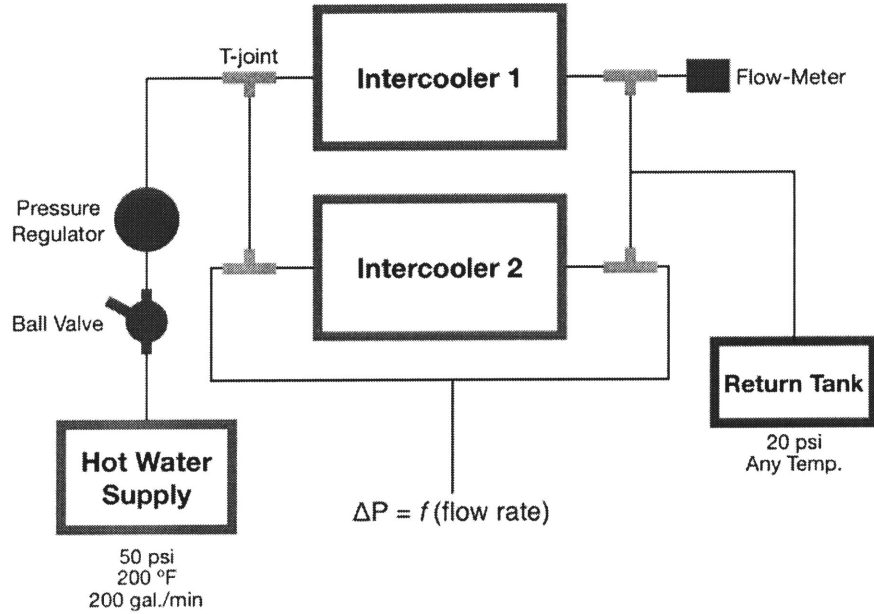 T-joint
Intercooler 1
Flow-Meter
Pressure
Regulator
Intercooler 2
Ball Valve
Return Tank
20 psi
Any Temp.
Hot Water
Supply
ΔP = f (flow rate)
50 psi
200 ºF
200 gal./min